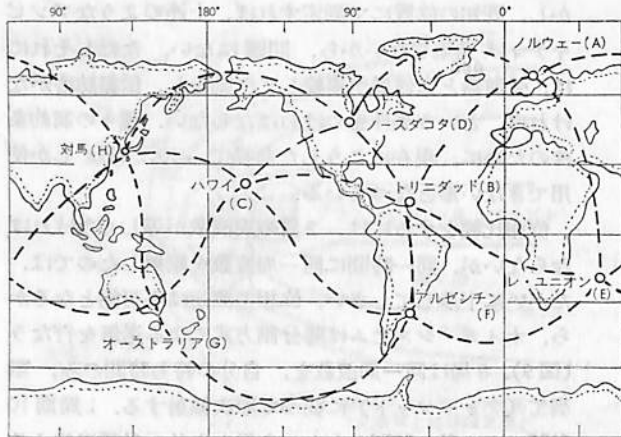 90° 180° 90° 0°
ノルウェー(A)
対馬(H)
ノースダコタ(D)
ハワイ
(C)
トリニダッド(B)
レ・ユニオン
(E)
アルゼンチン
(F)
オーストラリア(G)